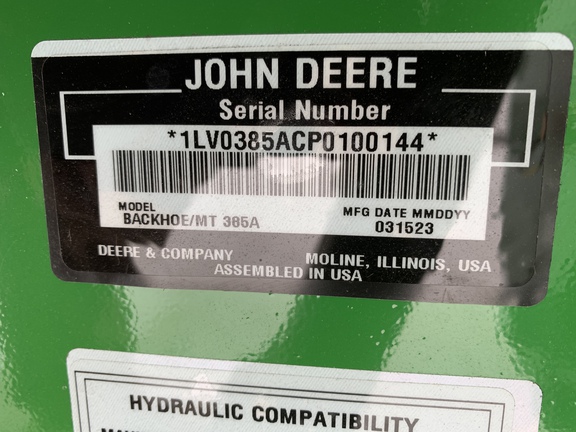 JOHN DEERE
Serial Number
*1LV0385ACP0100144*
MODEL
BACKHOE/MT 385A
MFG DATE MMDDYY
031523
DEERE & COMPANY
MOLINE, ILLINOIS, USA
ASSEMBLED IN USA
HYDRAULIC COMPATIBILITY